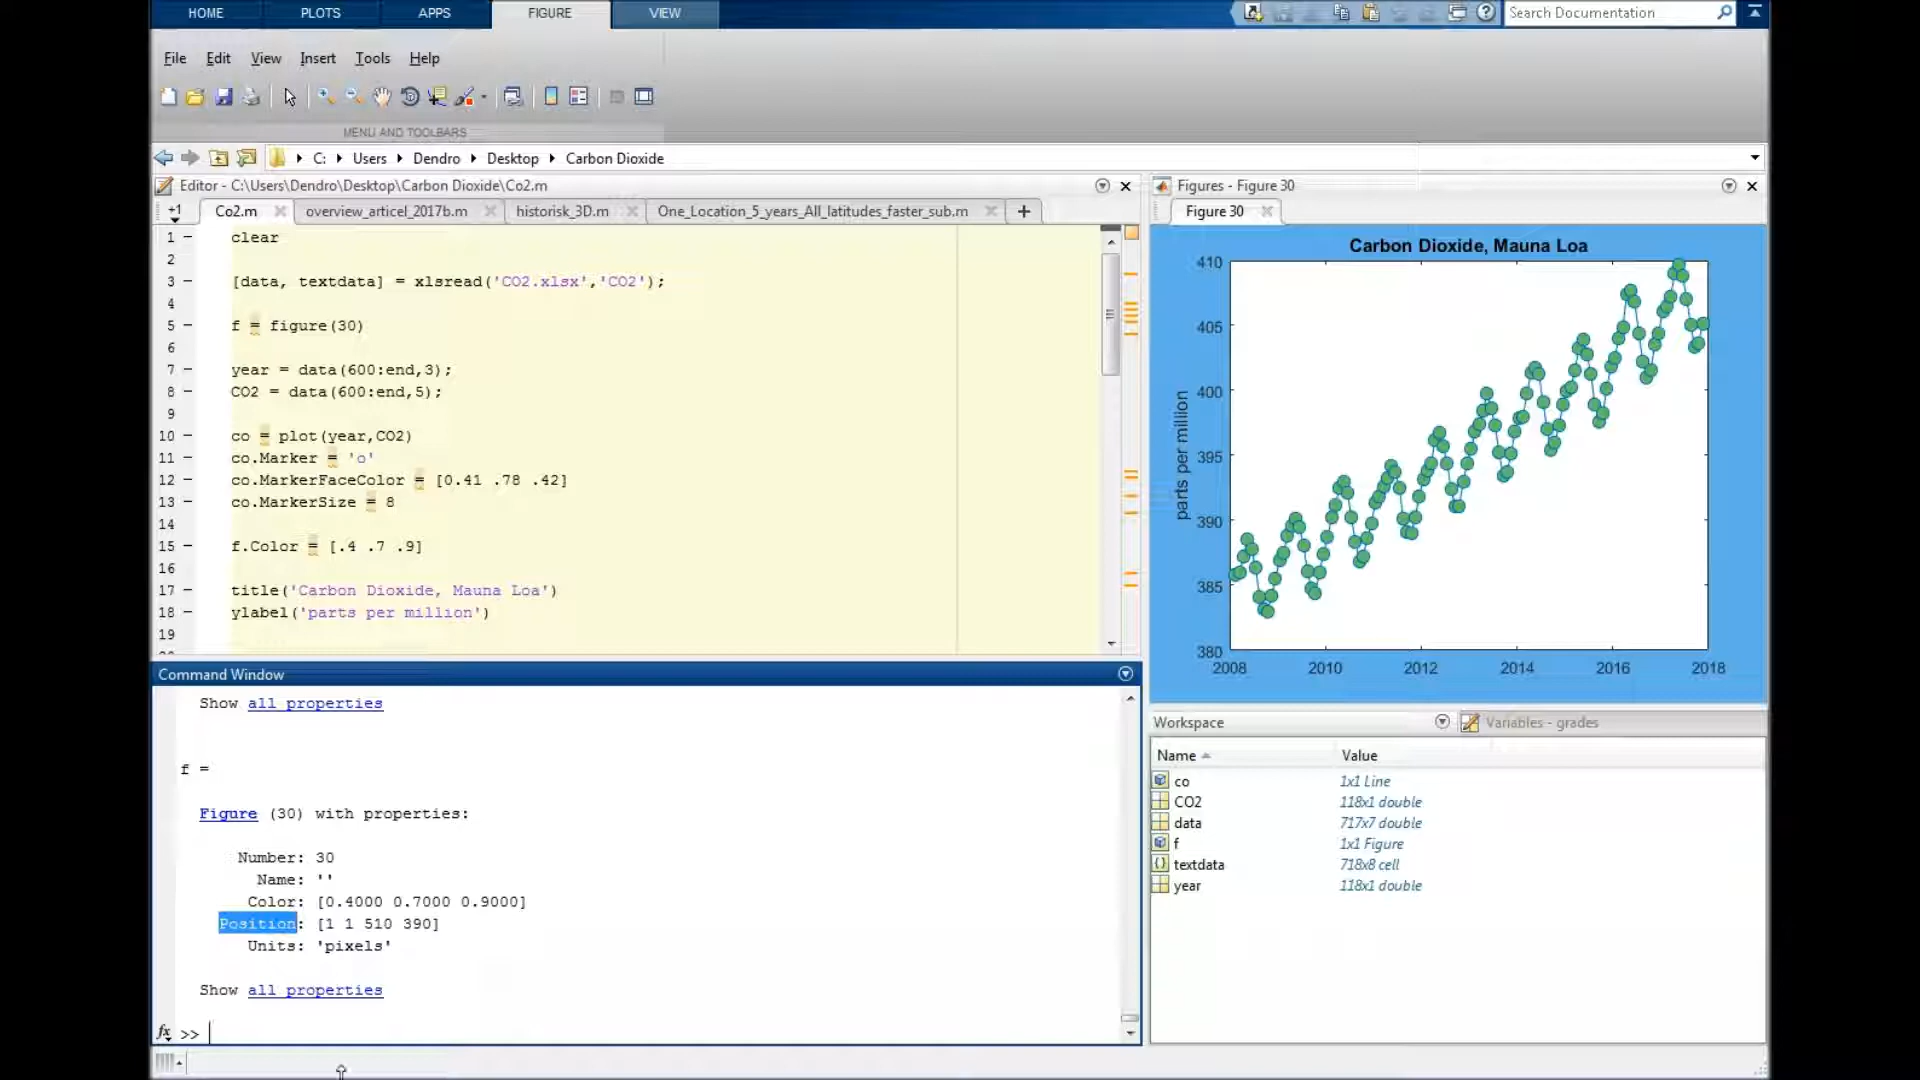 HOME PLOTS APPS FIGURE VIEW
Search Documentation
File Edit View Insert Tools Help
MENU AND TOOLBARS
C: Users Dendro Desktop Carbon Dioxide
Editor - C:\Users\Dendro\Desktop\Carbon Dioxide\Co2.m
+1 Co2.m overview_articel_2017b.m historisk_3D.m One_Location_5_years_All_latitudes_faster_sub.m +
1 - clear
2
3 - [data, textdata] = xlsread('CO2.xlsx','CO2');
4
5 - f = figure(30)
6
7 - year = data(600:end,3);
8 - CO2 = data(600:end,5);
9
10 - co = plot(year,CO2)
11 - co.Marker = 'o'
12 - co.MarkerFaceColor = [0.41 .78 .42]
13 - co.MarkerSize = 8
14
15 - f.Color = [.4 .7 .9]
16
17 - title('Carbon Dioxide, Mauna Loa')
18 - ylabel('parts per million')
19
Figures - Figure 30
Figure 30
Carbon Dioxide, Mauna Loa
parts per million
410
405
400
395
390
385
380
2008 2010 2012 2014 2016 2018
Command Window
Show all properties
f =
Figure (30) with properties:
Number: 30
Name: ''
Color: [0.4000 0.7000 0.9000]
Position: [1 1 510 390]
Units: 'pixels'
Show all properties
fx >>
Workspace
Variables - grades
Name Value
co 1x1 Line
CO2 118x1 double
data 717x7 double
f 1x1 Figure
textdata 718x8 cell
year 118x1 double